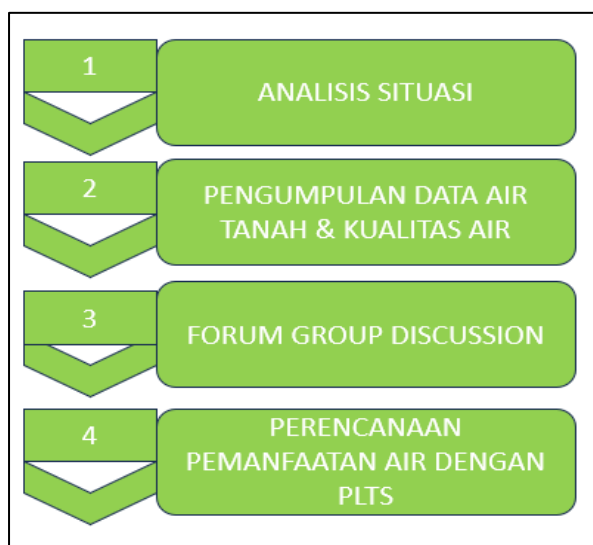 1
ANALISIS SITUASI
2
PENGUMPULAN DATA AIR
TANAH & KUALITAS AIR
3
FORUM GROUP DISCUSSION
4
PERENCANAAN
PEMANFAATAN AIR DENGAN
PLTS